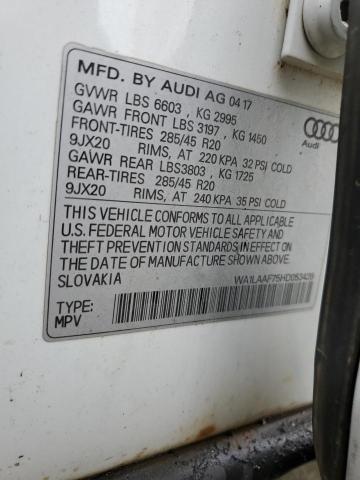 MFD. BY AUDI AG 04 17
GVWR LBS 6603 , KG 2995
GAWR FRONT LBS 3197 , KG 1450
FRONT-TIRES 285/45 R20
9JX20 RIMS, AT 220 KPA 32 PSI COLD
GAWR REAR LBS3803 , KG 1725
REAR-TIRES 285/45 R20
9JX20 RIMS, AT 240 KPA 35 PSI COLD
Audi
THIS VEHICLE CONFORMS TO ALL APPLICABLE
U.S. FEDERAL MOTOR VEHICLE SAFETY AND
THEFT PREVENTION STANDARDS IN EFFECT ON
THE DATE OF MANUFACTURE SHOWN ABOVE
SLOVAKIA
WA1LAAF75HD053428
TYPE:
MPV